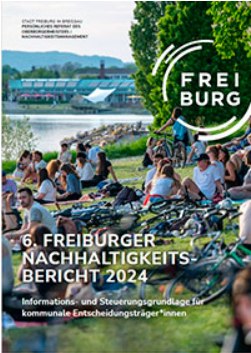 STADT FREIBURG IM BREISGAU
PERSÖNLICHES REFERAT DES
OBERBÜRGERMEISTERS /
NACHHALTIGKEITSMANAGEMENT
FREI
BURG
6. FREIBURGER
NACHHALTIGKEITS-
BERICHT 2024
Informations- und Steuerungsgrundlage für
kommunale Entscheidungsträger*innen